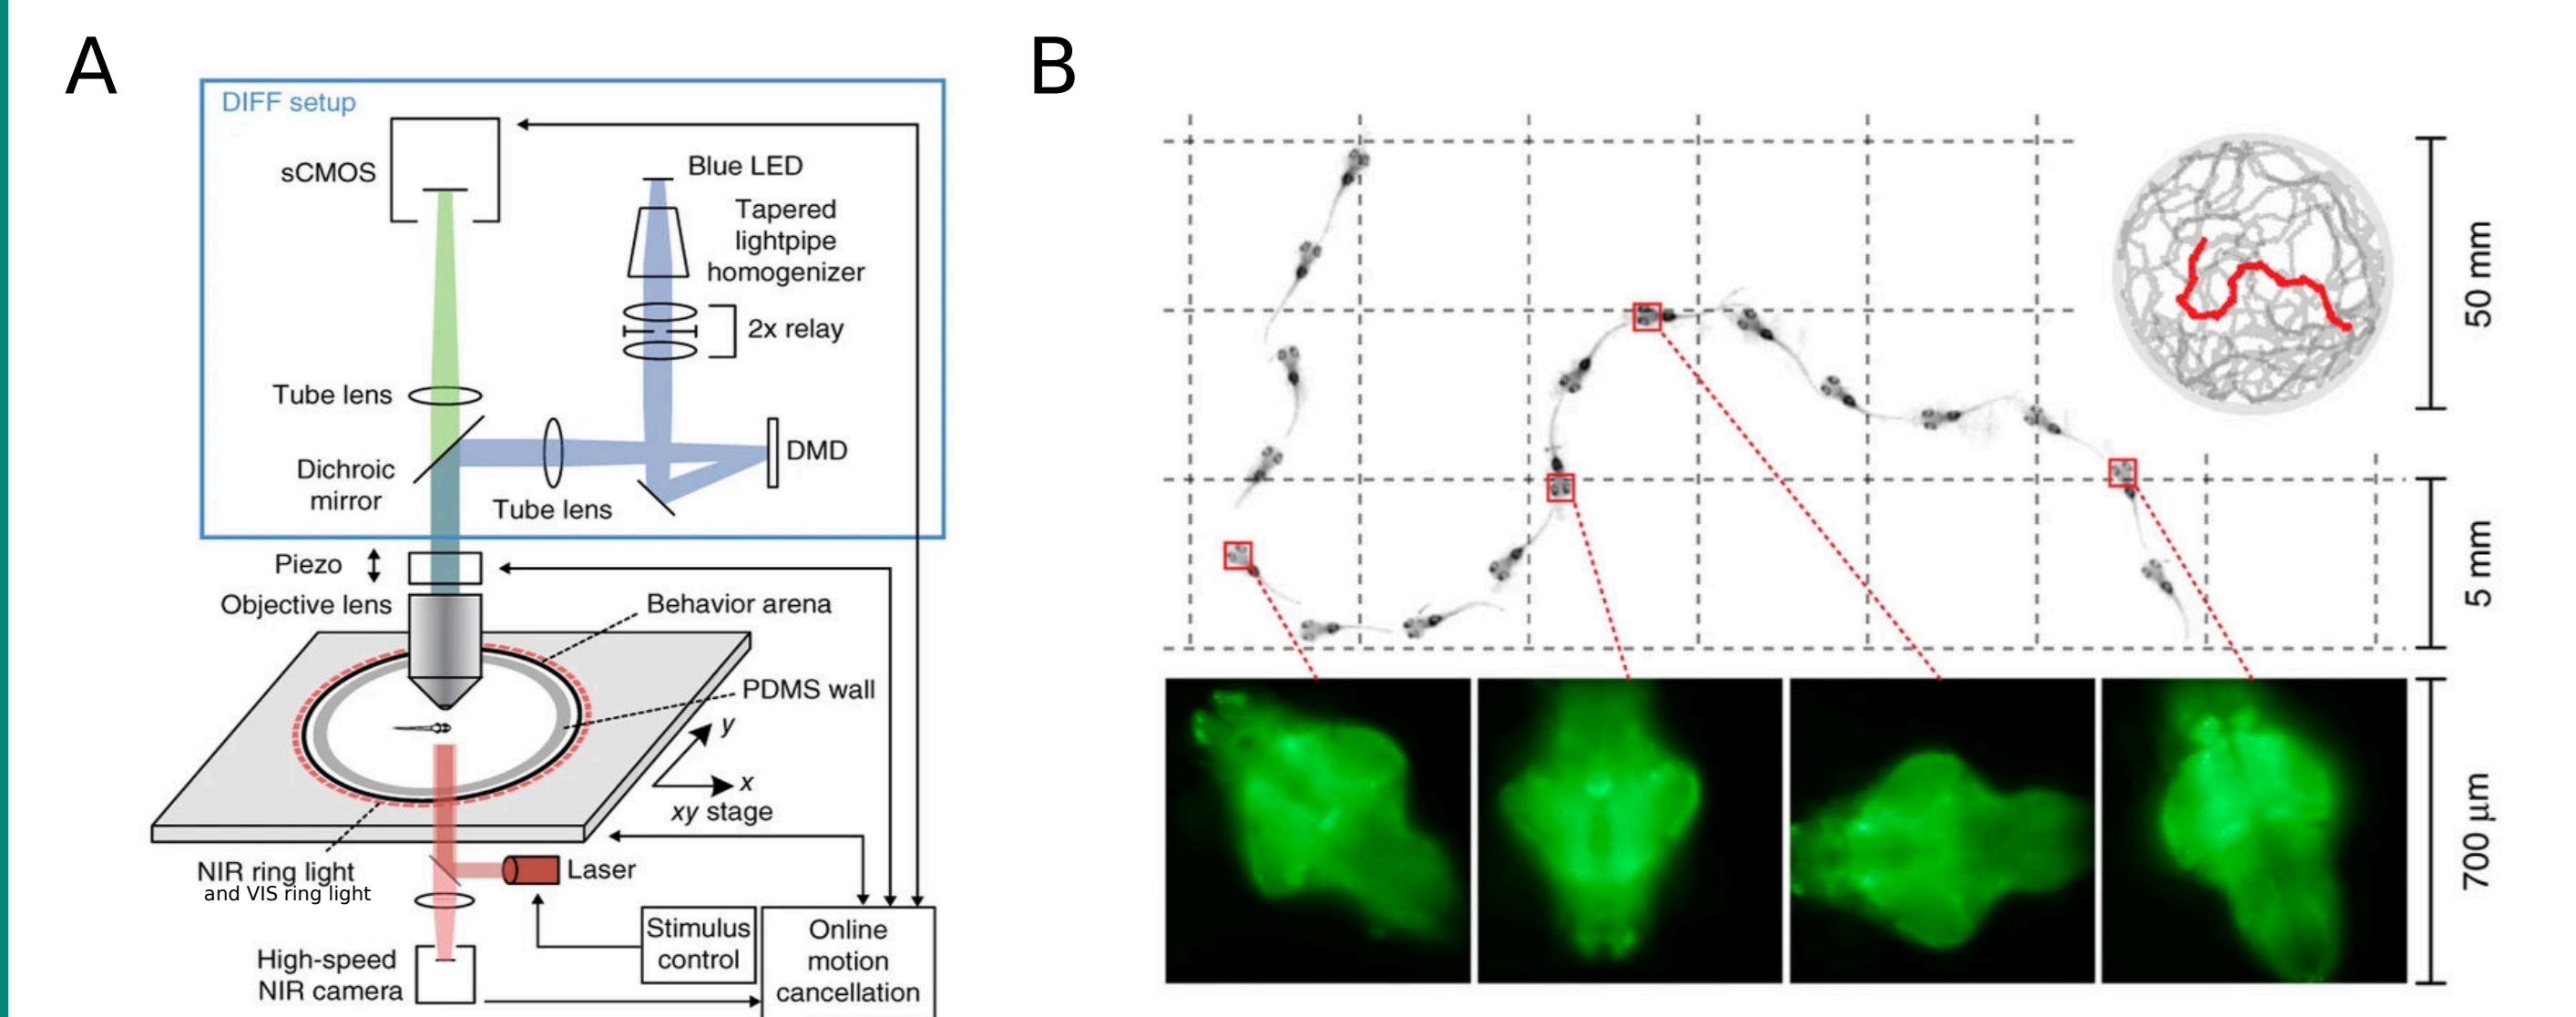 A
DIFF setup
sCMOS
Blue LED
Tapered
lightpipe
homogenizer
2x relay
Tube lens
DMD
Dichroic
mirror
Tube lens
Piezo
Objective lens
Behavior arena
PDMS wall
y
x
xy stage
NIR ring light
and VIS ring light
Laser
Stimulus
control
Online
motion
cancellation
High-speed
NIR camera
B
50 mm
5 mm
700 µm